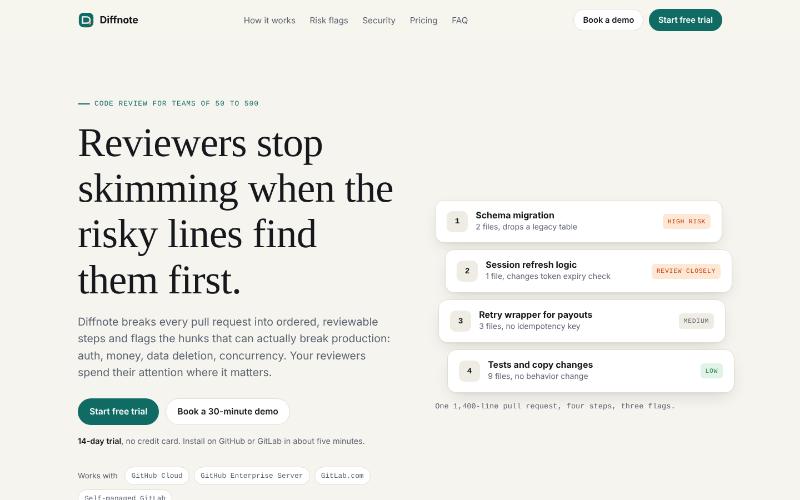 Diffnote
How it works
Risk flags
Security
Pricing
FAQ
Book a demo
Start free trial
CODE REVIEW FOR TEAMS OF 50 TO 500
Reviewers stop
skimming when the
risky lines find
them first.
Diffnote breaks every pull request into ordered, reviewable
steps and flags the hunks that can actually break production:
auth, money, data deletion, concurrency. Your reviewers
spend their attention where it matters.
Start free trial
Book a 30-minute demo
14-day trial, no credit card. Install on GitHub or GitLab in about five minutes.
Works with
GitHub Cloud
GitHub Enterprise Server
GitLab.com
Self-managed GitLab
1
Schema migration
2 files, drops a legacy table
HIGH RISK
2
Session refresh logic
1 file, changes token expiry check
REVIEW CLOSELY
3
Retry wrapper for payouts
3 files, no idempotency key
MEDIUM
4
Tests and copy changes
9 files, no behavior change
LOW
One 1,400-line pull request, four steps, three flags.